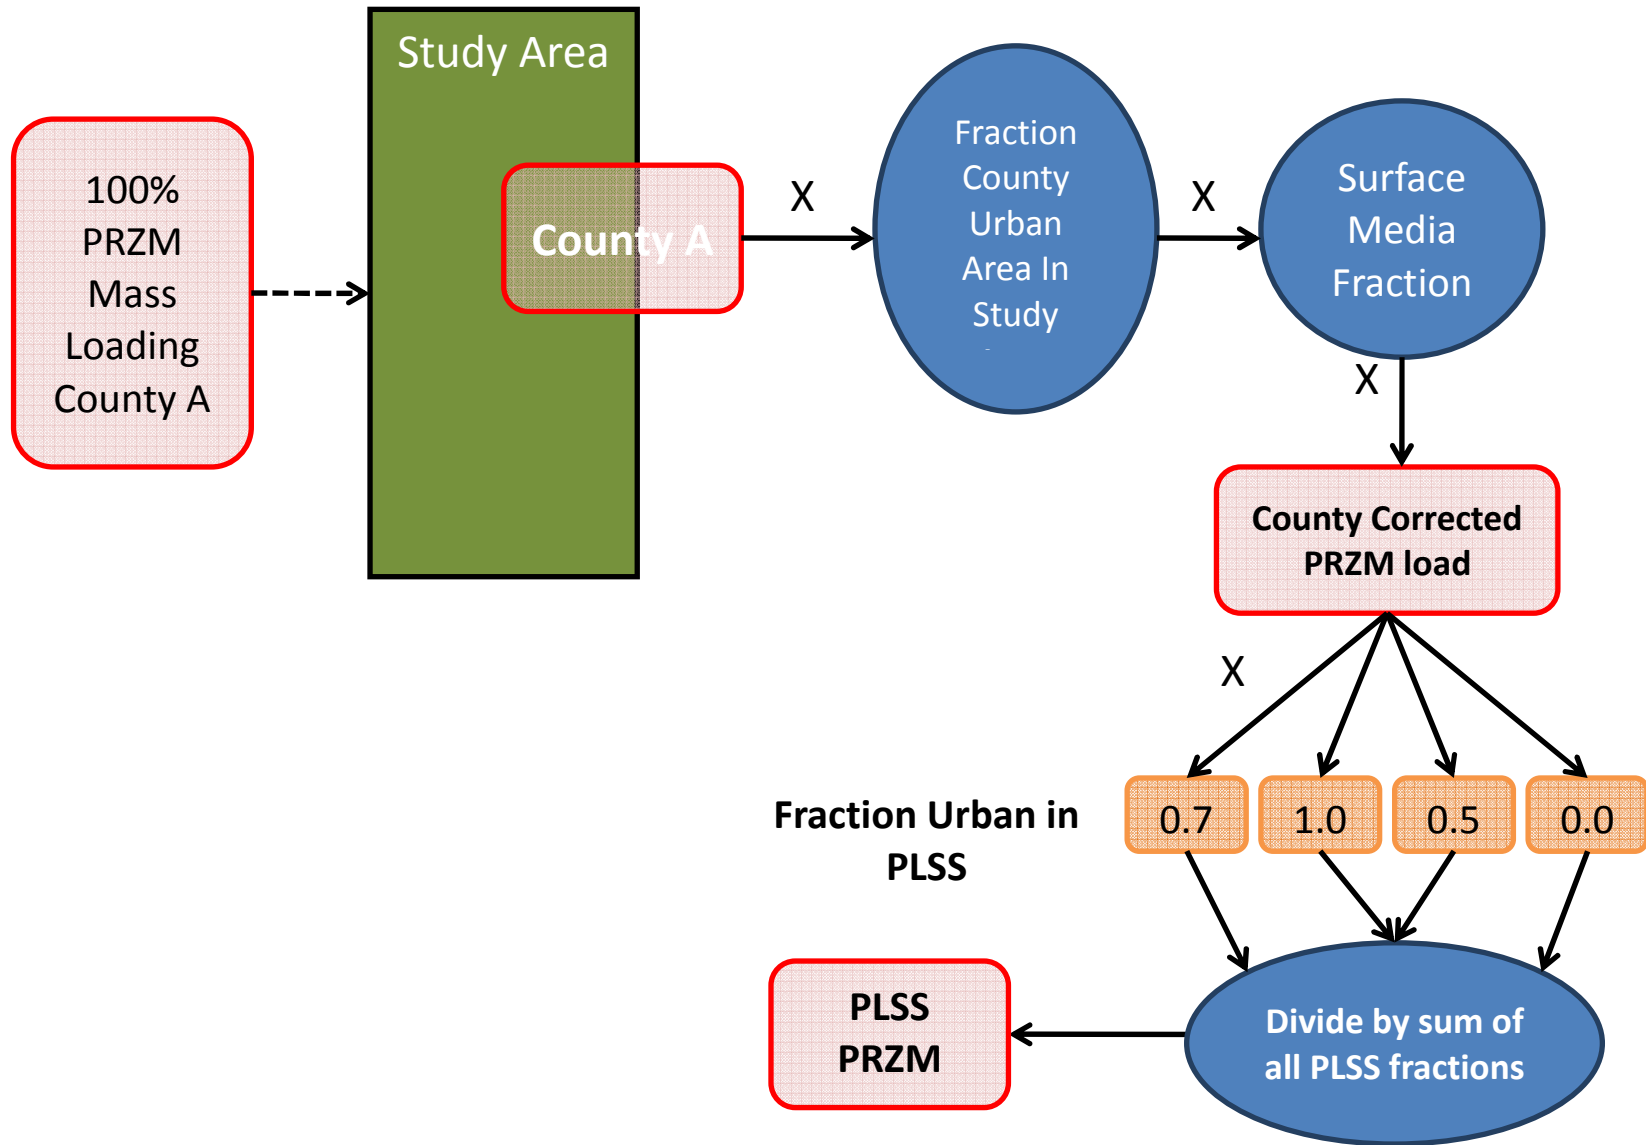 Study Area
100%
PRZM
Mass
Loading
County A
County A
X
Fraction
County
Urban
Area In
Study
X
Surface
Media
Fraction
X
County Corrected
PRZM load
X
Fraction Urban in
PLSS
0.7
1.0
0.5
0.0
PLSS
PRZM
Divide by sum of
all PLSS fractions